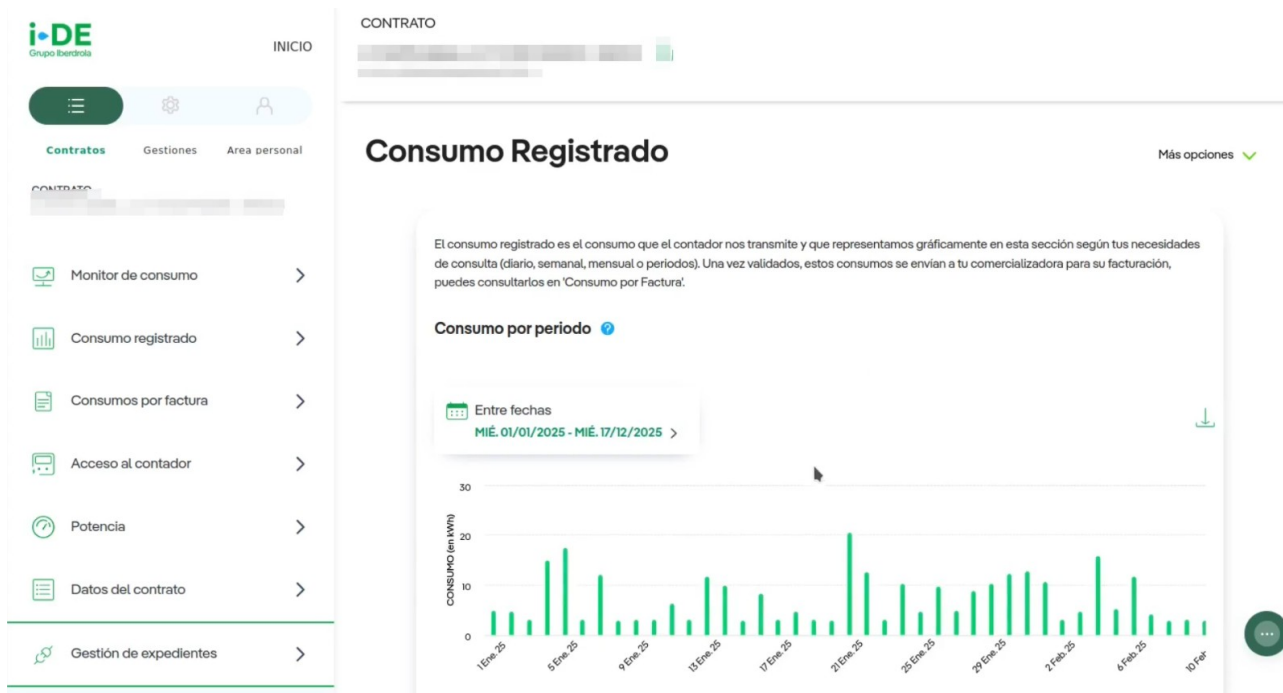 i-DE
Grupo Iberdrola
INICIO
Contratos
Gestiones
Area personal
CONTRATO
Monitor de consumo
Consumo registrado
Consumos por factura
Acceso al contador
Potencia
Datos del contrato
Gestión de expedientes
CONTRATO
Consumo Registrado
Más opciones
El consumo registrado es el consumo que el contador nos transmite y que representamos gráficamente en esta sección según tus necesidades
de consulta (diario, semanal, mensual o periodos). Una vez validados, estos consumos se envían a tu comercializadora para su facturación,
puedes consultarlos en 'Consumo por Factura'.
Consumo por periodo ?
Entre fechas
MIÉ. 01/01/2025 - MIÉ. 17/12/2025
CONSUMO (en kWh)
30
20
10
0
1 Ene. 25
5 Ene. 25
9 Ene. 25
13 Ene. 25
17 Ene. 25
21 Ene. 25
25 Ene. 25
29 Ene. 25
2 Feb. 25
6 Feb. 25
10 Feb